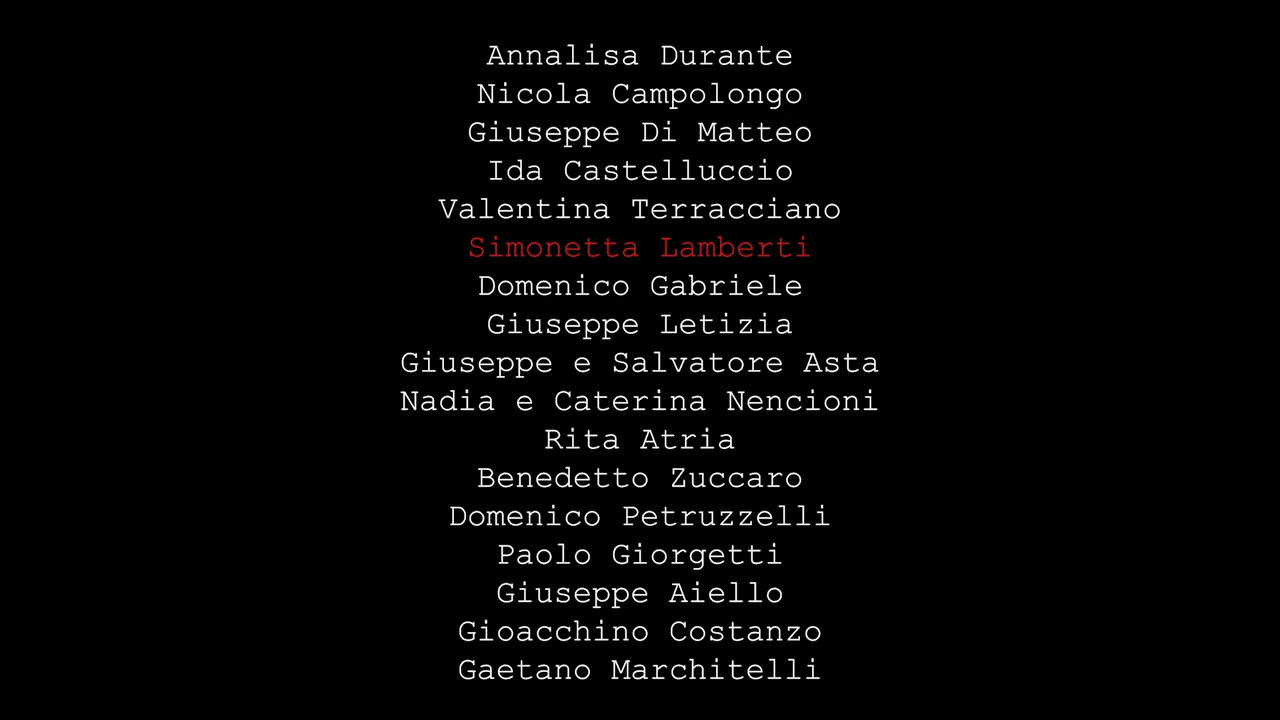 Annalisa Durante
Nicola Campolongo
Giuseppe Di Matteo
Ida Castelluccio
Valentina Terracciano
Simonetta Lamberti
Domenico Gabriele
Giuseppe Letizia
Giuseppe e Salvatore Asta
Nadia e Caterina Nencioni
Rita Atria
Benedetto Zuccaro
Domenico Petruzzelli
Paolo Giorgetti
Giuseppe Aiello
Gioacchino Costanzo
Gaetano Marchitelli